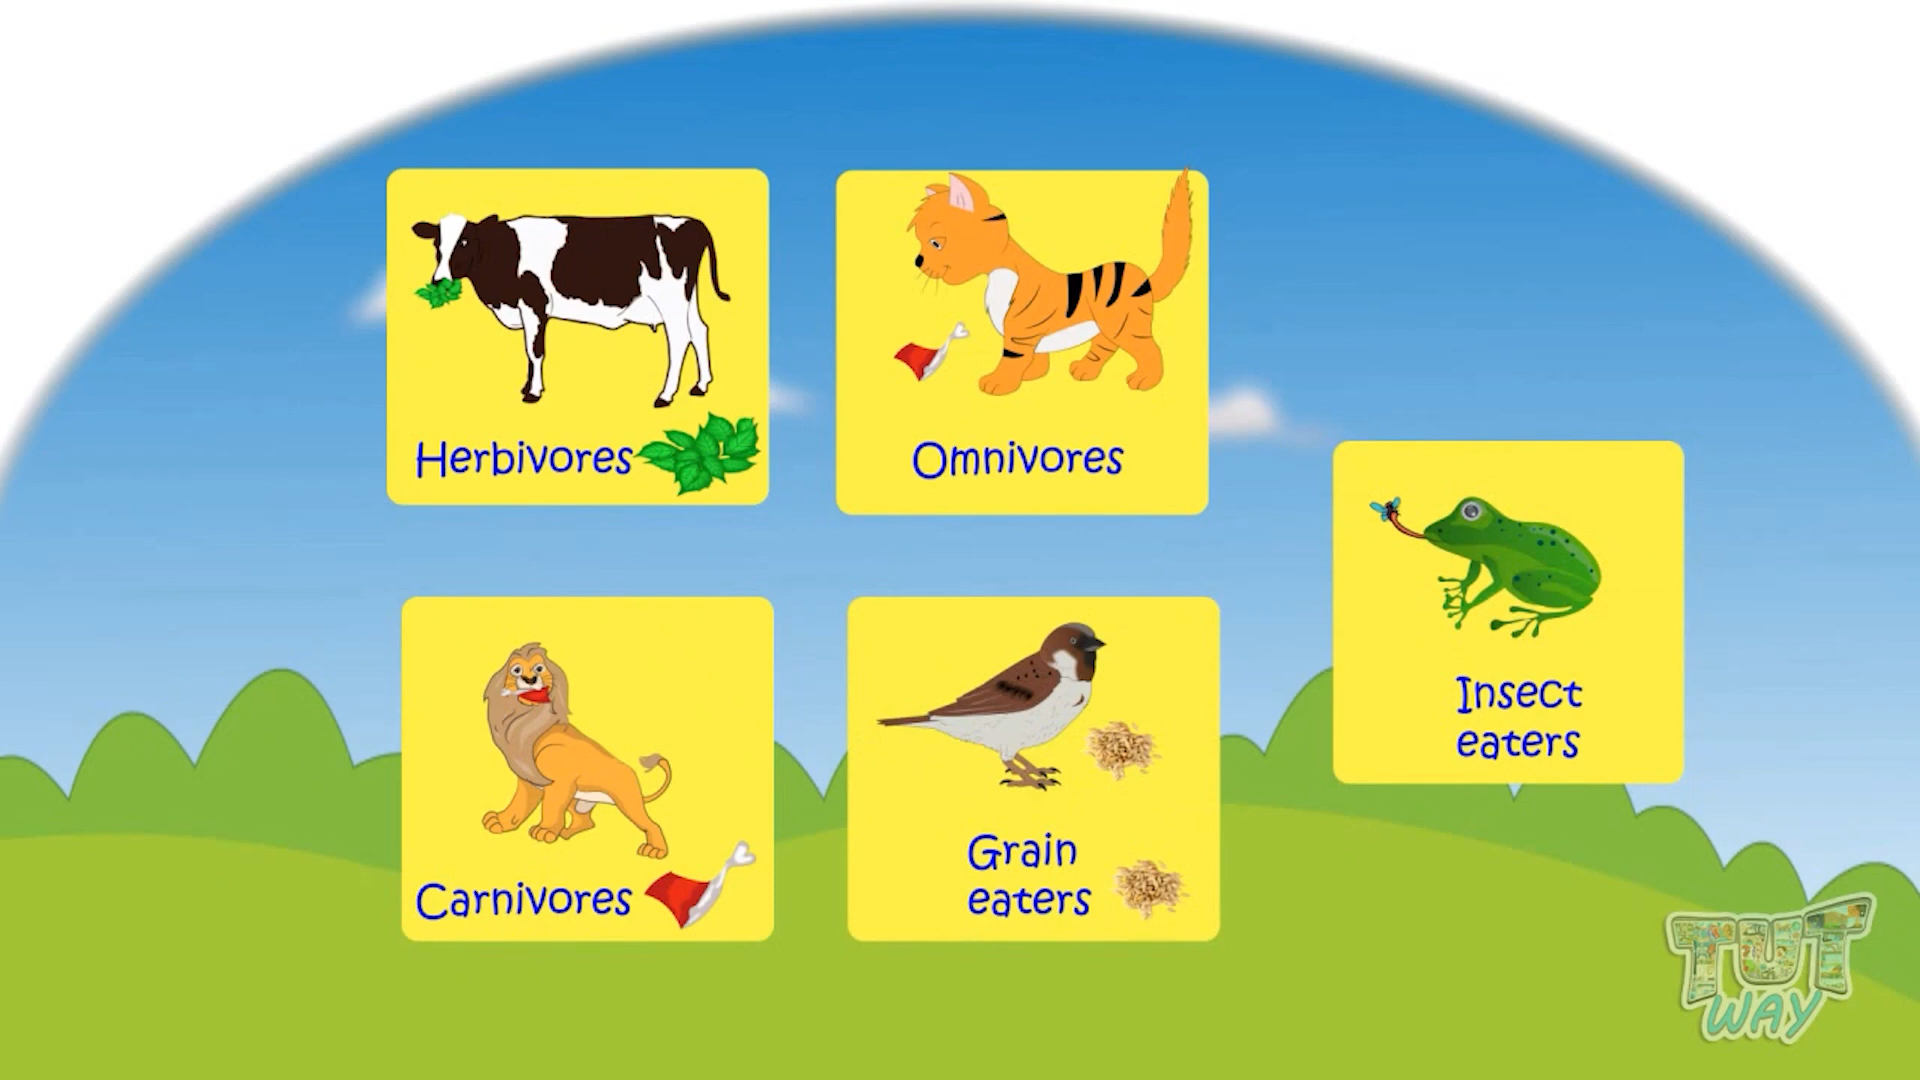 Herbivores
Omnivores
Carnivores
Grain
eaters
Insect
eaters
TUT
WAY